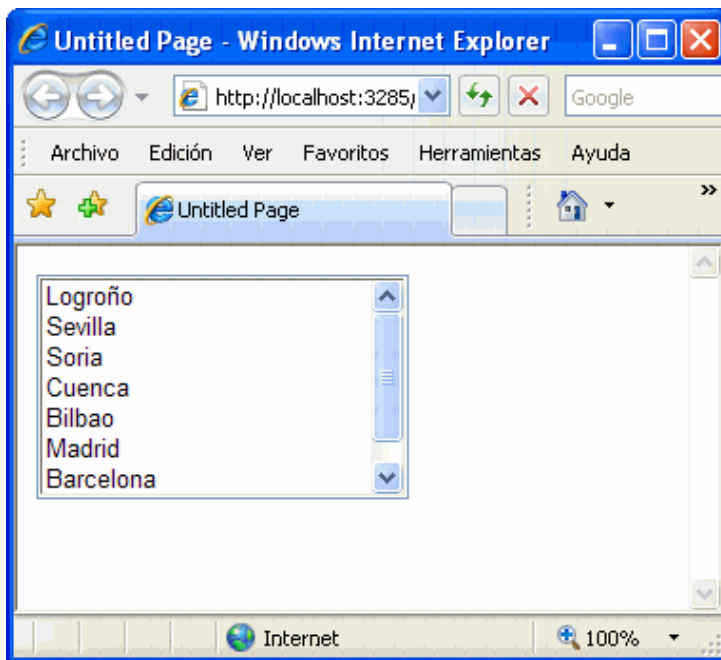 Untitled Page - Windows Internet Explorer
http://localhost:3285/
Google
Archivo Edición Ver Favoritos Herramientas Ayuda
Untitled Page
»
Logroño
Sevilla
Soria
Cuenca
Bilbao
Madrid
Barcelona
Internet 100%